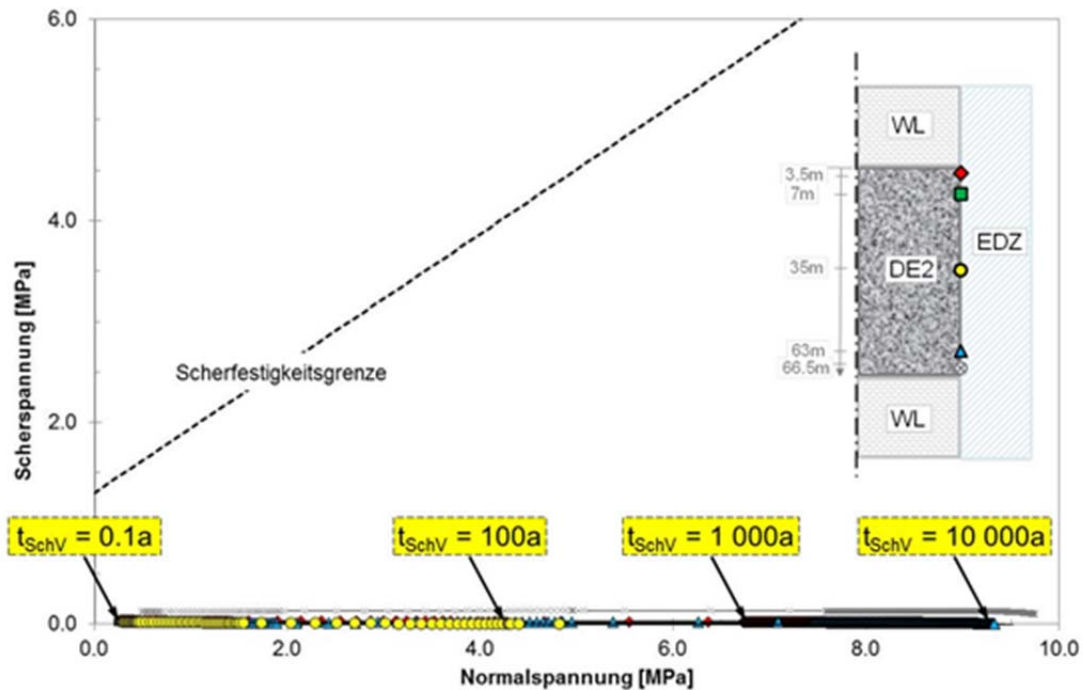 6.0
4.0
2.0
0.0
Scherspannung [MPa]
Scherfestigkeitsgrenze
WL
3.5m
7m
35m
63m
66.5m
DE2
EDZ
WL
tSchV = 0.1a
tSchV = 100a
tSchV = 1 000a
tSchV = 10 000a
0.0 2.0 4.0 6.0 8.0 10.0
Normalspannung [MPa]